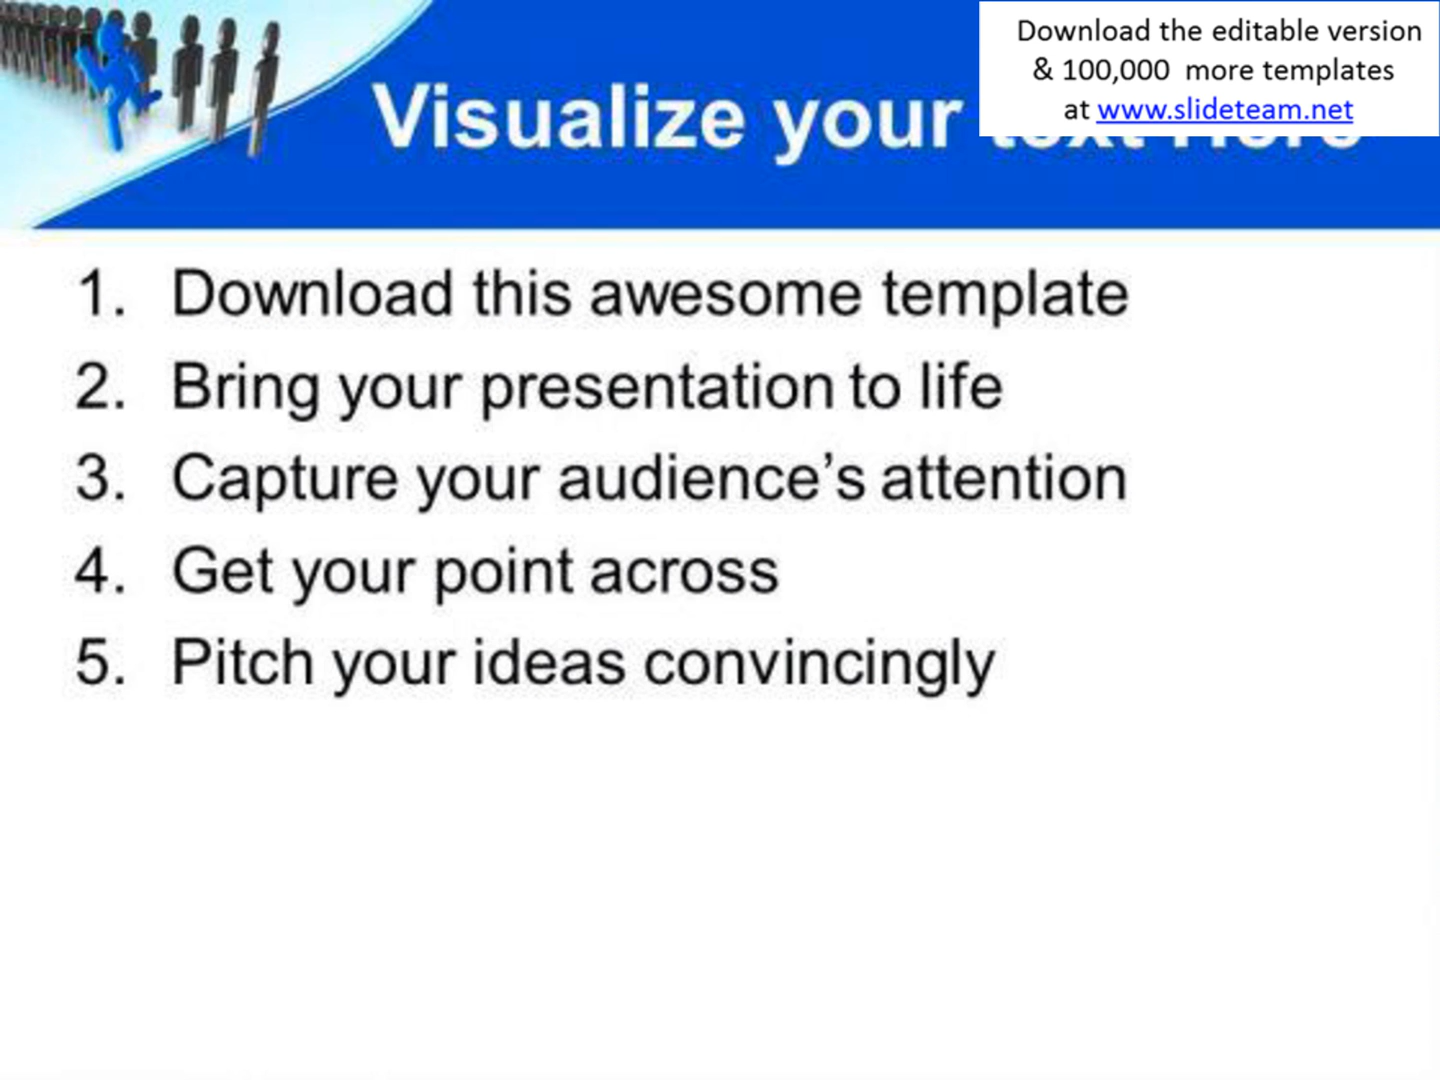 Download the editable version
& 100,000 more templates
at www.slideteam.net
Visualize your text Here
1. Download this awesome template
2. Bring your presentation to life
3. Capture your audience’s attention
4. Get your point across
5. Pitch your ideas convincingly